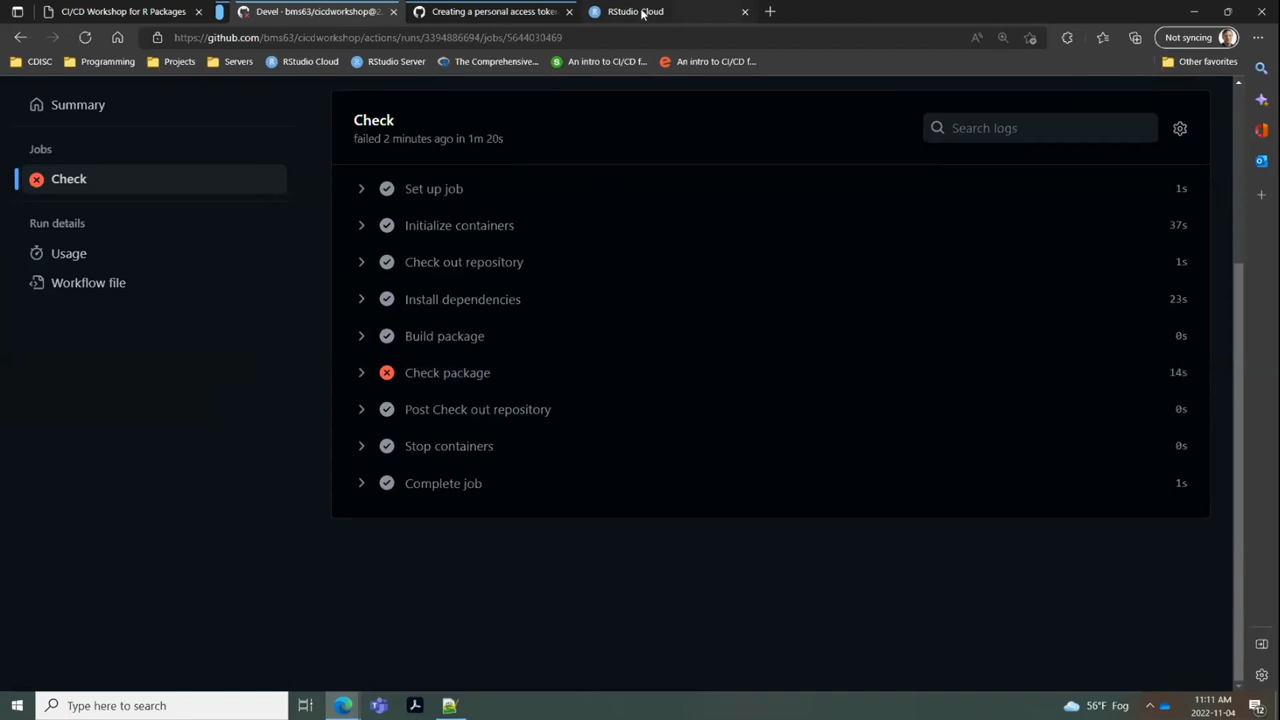 CI/CD Workshop for R Packages
Devel · bms63/cicdworkshop@2
Creating a personal access toke
RStudio Cloud
https://github.com/bms63/cicdworkshop/actions/runs/3394886694/jobs/5644030469
Not syncing
CDISC
Programming
Projects
Servers
RStudio Cloud
RStudio Server
The Comprehensive...
An intro to CI/CD f...
An intro to CI/CD f...
Other favorites
Summary
Jobs
Check
Run details
Usage
Workflow file
Check
failed 2 minutes ago in 1m 20s
Search logs
Set up job 1s
Initialize containers 37s
Check out repository 1s
Install dependencies 23s
Build package 0s
Check package 14s
Post Check out repository 0s
Stop containers 0s
Complete job 1s
Type here to search
56°F Fog
11:11 AM
2022-11-04
12